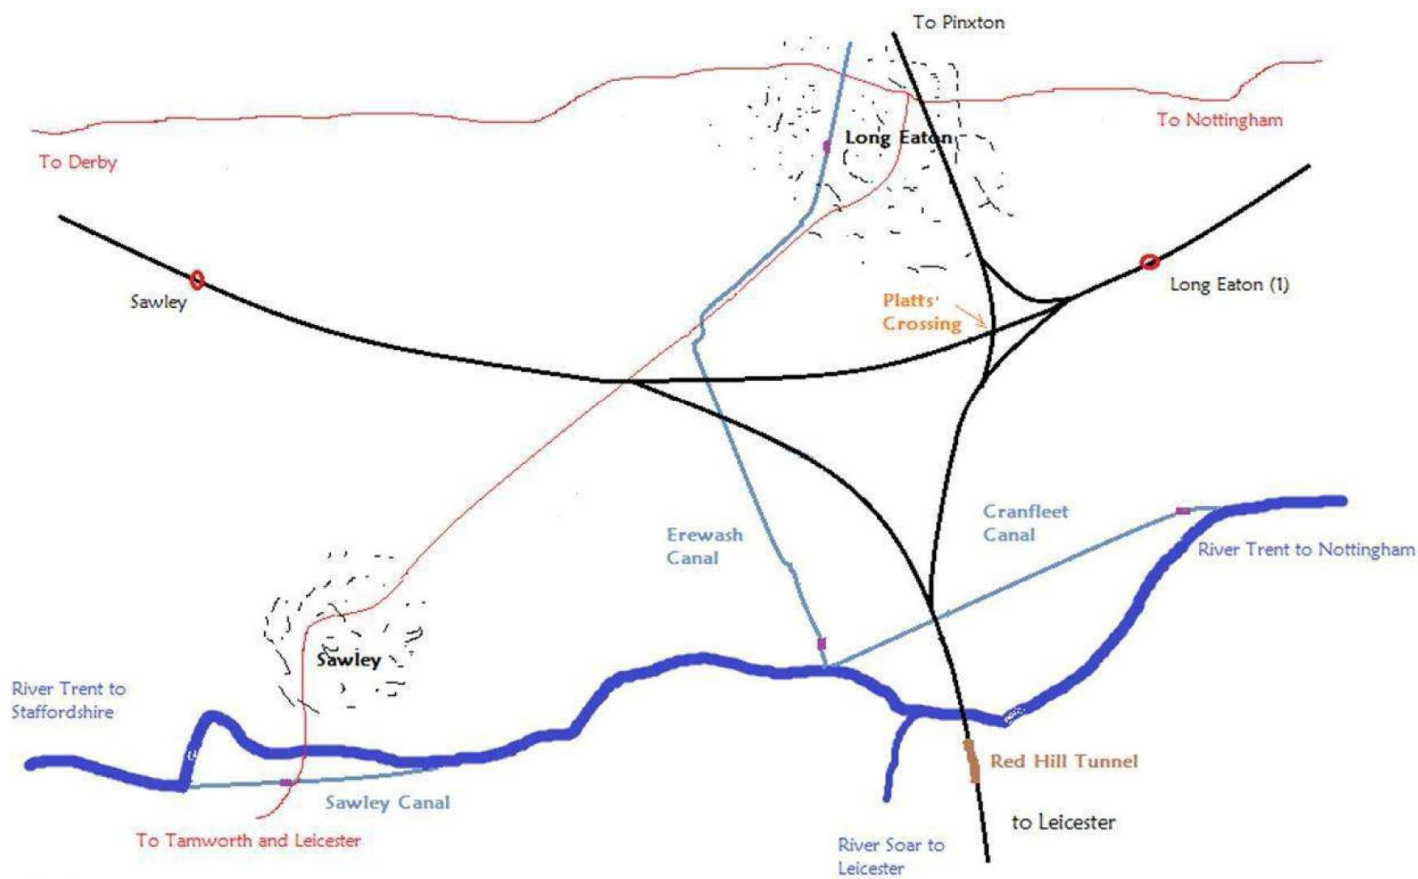 To Pinxton
To Nottingham
Long Eaton
To Derby
Sawley
Long Eaton (1)
Platts'
Crossing
Erewash
Canal
Cranfleet
Canal
River Trent to Nottingham
Sawley
River Trent to
Staffordshire
Red Hill Tunnel
Sawley Canal
to Leicester
To Tamworth and Leicester
River Soar to
Leicester